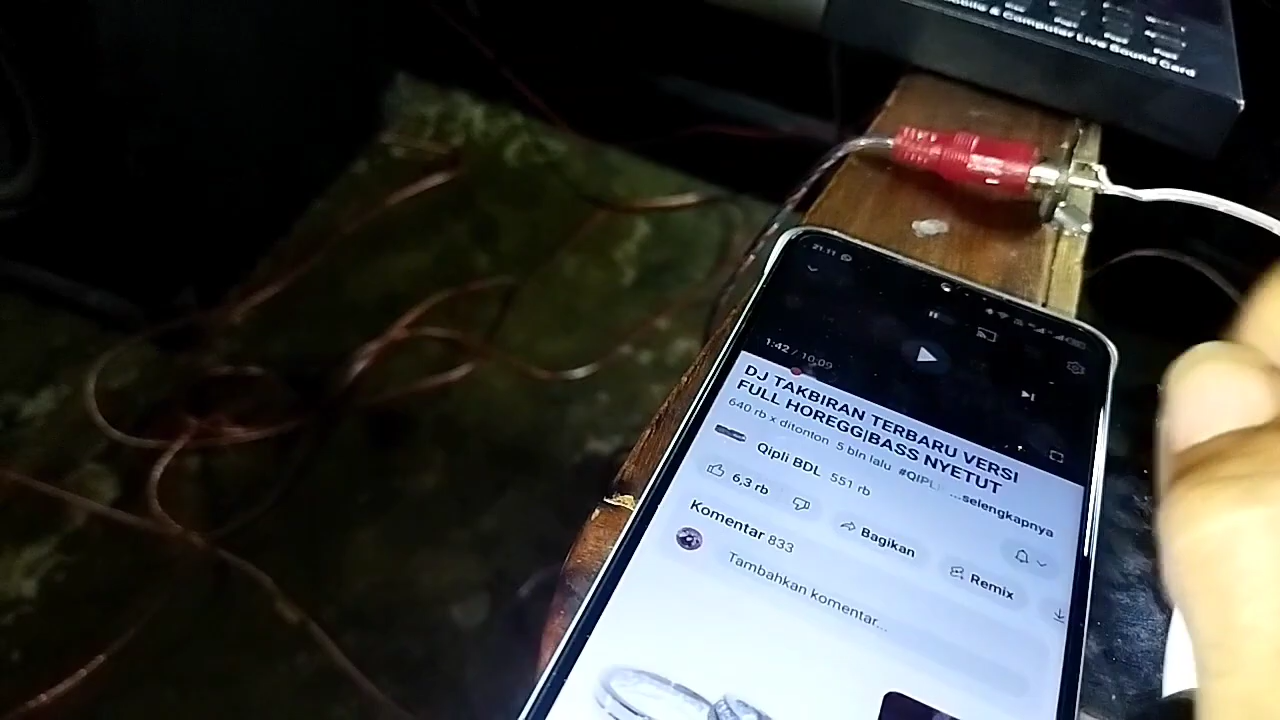 Mobile & Computer Live Sound Card
21.11
1:42 / 10:09
DJ TAKBIRAN TERBARU VERSI
FULL HOREGG|BASS NYETUT
640 rb x ditonton 5 bln lalu #QIPLI ...selengkapnya
Qipli BDL 551 rb
6,3 rb
Bagikan
Remix
Komentar 833
Tambahkan komentar...